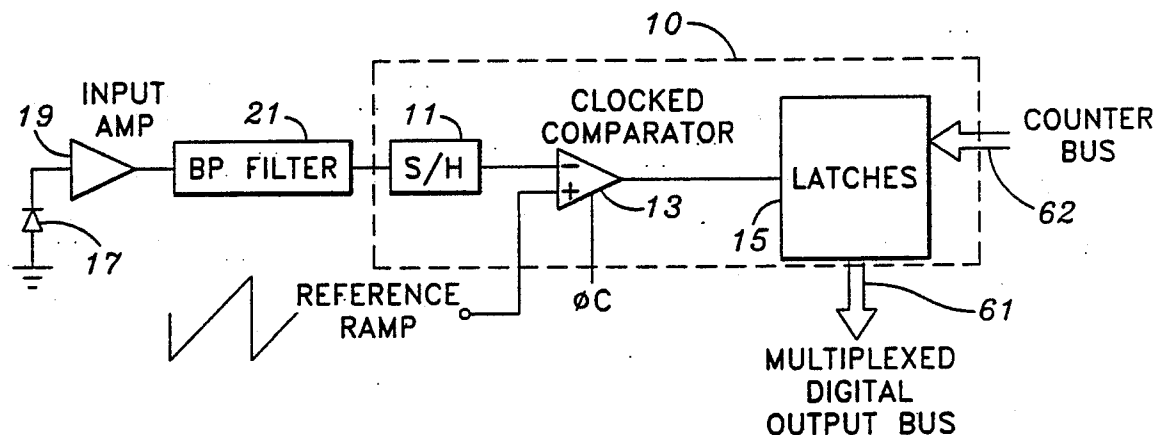 10
INPUT
AMP
19
21
BP FILTER
11
S/H
CLOCKED
COMPARATOR
−
+
13
LATCHES
15
COUNTER
BUS
62
17
REFERENCE
RAMP
øC
61
MULTIPLEXED
DIGITAL
OUTPUT BUS